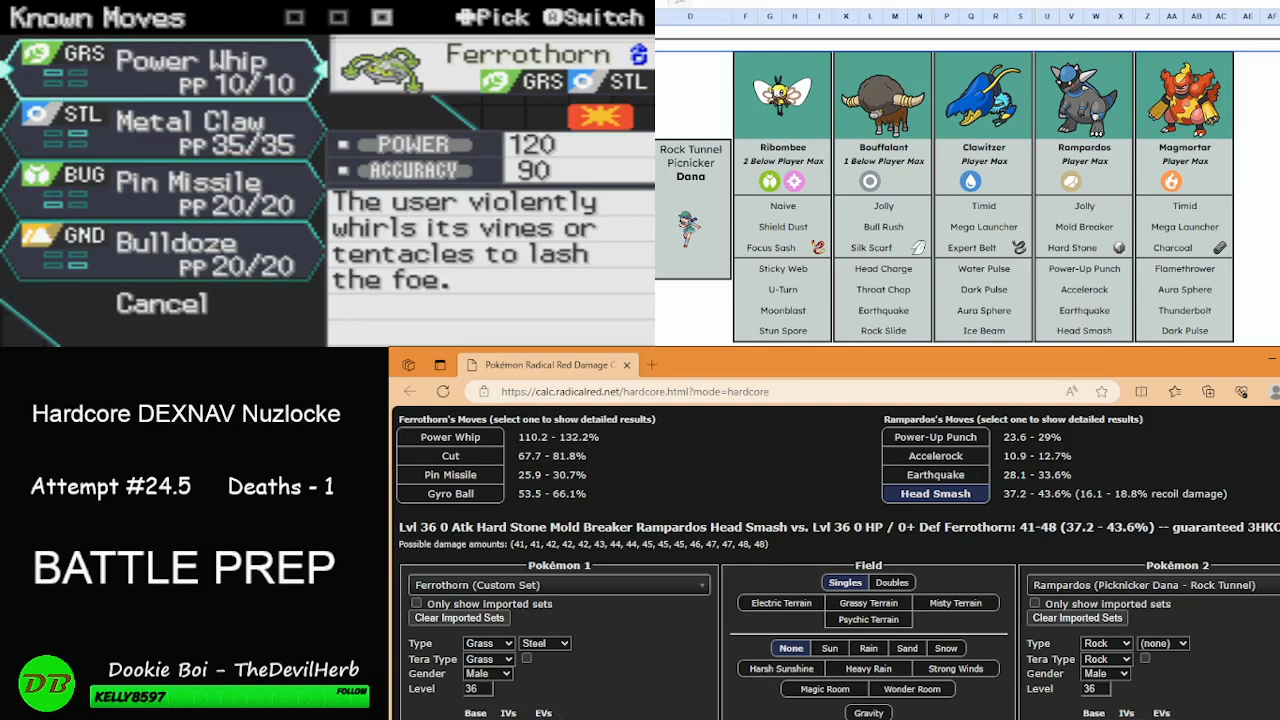 Known Moves
Pick Switch
GRS Power Whip
PP 10/10
STL Metal Claw
PP 35/35
BUG Pin Missile
PP 20/20
GND Bulldoze
PP 20/20
Cancel
Ferrothorn
GRS STL
POWER 120
ACCURACY 90
The user violently
whirls its vines or
tentacles to lash
the foe.
D F G H I K L M N P Q R S U V W X Z AA AB AC AE AF
Rock Tunnel
Picnicker
Dana
Ribombee
2 Below Player Max
Naive
Shield Dust
Focus Sash
Sticky Web
U-Turn
Moonblast
Stun Spore
Bouffalant
1 Below Player Max
Jolly
Bull Rush
Silk Scarf
Head Charge
Throat Chop
Earthquake
Rock Slide
Clawitzer
Player Max
Timid
Mega Launcher
Expert Belt
Water Pulse
Dark Pulse
Aura Sphere
Ice Beam
Rampardos
Player Max
Jolly
Mold Breaker
Hard Stone
Power-Up Punch
Accelerock
Earthquake
Head Smash
Magmortar
Player Max
Timid
Mega Launcher
Charcoal
Flamethrower
Aura Sphere
Thunderbolt
Dark Pulse
Hardcore DEXNAV Nuzlocke
Attempt #24.5 Deaths - 1
BATTLE PREP
DB
Dookie Boi - TheDevilHerb
KELLY8597 FOLLOW
Pokémon Radical Red Damage C
https://calc.radicalred.net/hardcore.html?mode=hardcore
Ferrothorn's Moves (select one to show detailed results)
Power Whip 110.2 - 132.2%
Cut 67.7 - 81.8%
Pin Missile 25.9 - 30.7%
Gyro Ball 53.5 - 66.1%
Rampardos's Moves (select one to show detailed results)
Power-Up Punch 23.6 - 29%
Accelerock 10.9 - 12.7%
Earthquake 28.1 - 33.6%
Head Smash 37.2 - 43.6% (16.1 - 18.8% recoil damage)
Lvl 36 0 Atk Hard Stone Mold Breaker Rampardos Head Smash vs. Lvl 36 0 HP / 0+ Def Ferrothorn: 41-48 (37.2 - 43.6%) -- guaranteed 3HKO
Possible damage amounts: (41, 41, 42, 42, 42, 43, 44, 44, 45, 45, 45, 46, 47, 47, 48, 48)
Pokémon 1
Ferrothorn (Custom Set)
Only show imported sets
Clear Imported Sets
Type Grass Steel
Tera Type Grass
Gender Male
Level 36
Base IVs EVs
Field
Singles Doubles
Electric Terrain Grassy Terrain Misty Terrain
Psychic Terrain
None Sun Rain Sand Snow
Harsh Sunshine Heavy Rain Strong Winds
Magic Room Wonder Room
Gravity
Pokémon 2
Rampardos (Picknicker Dana - Rock Tunnel)
Only show imported sets
Clear Imported Sets
Type Rock (none)
Tera Type Rock
Gender Male
Level 36
Base IVs EVs